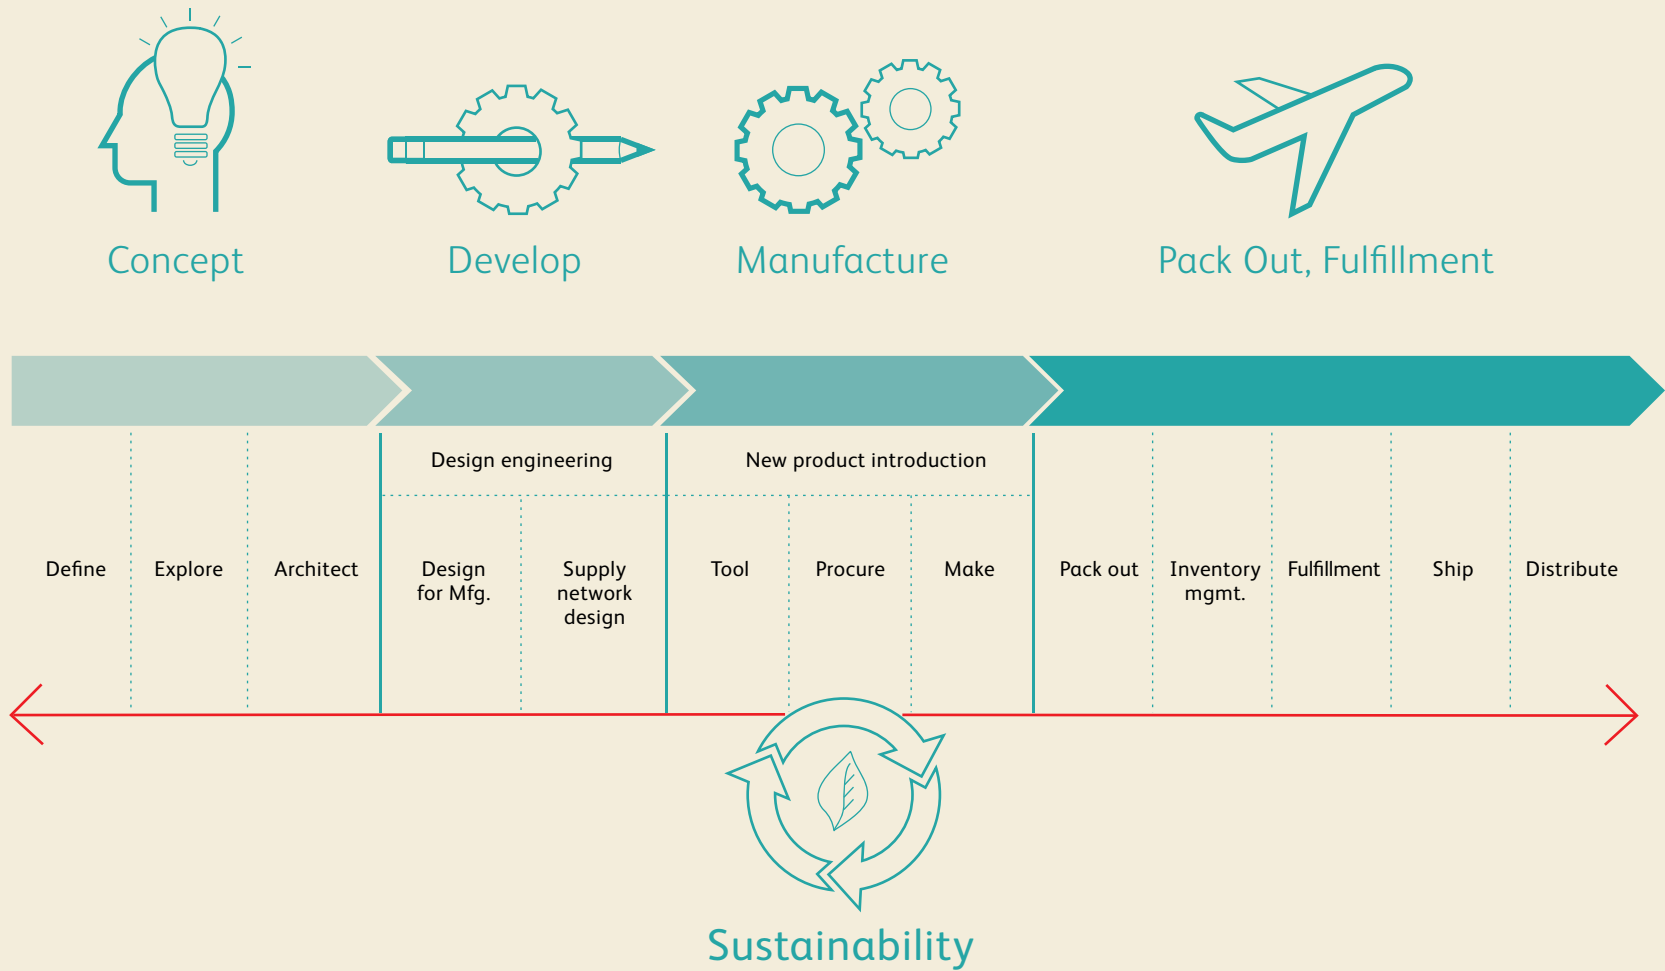 Concept
Develop
Manufacture
Pack Out, Fulfillment
Design engineering
New product introduction
Define
Explore
Architect
Design
for Mfg.
Supply
network
design
Tool
Procure
Make
Pack out
Inventory
mgmt.
Fulfillment
Ship
Distribute
Sustainability